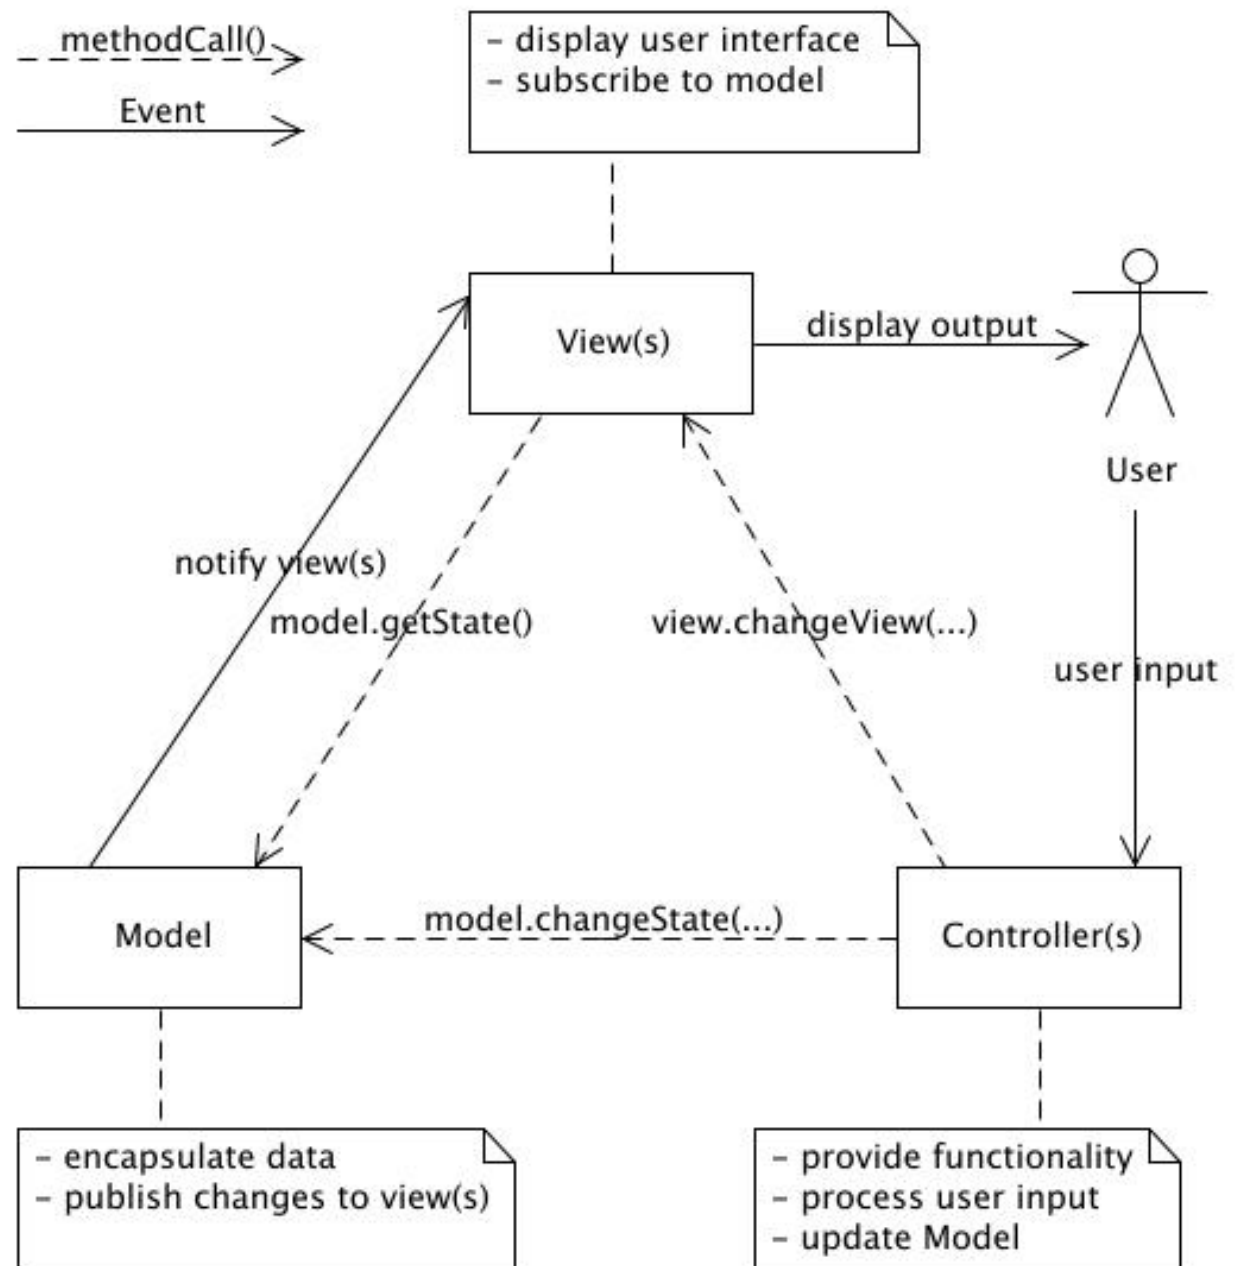 methodCall()
Event
- display user interface
- subscribe to model
View(s)
display output
User
notify view(s)
model.getState()
view.changeView(...)
user input
Model
model.changeState(...)
Controller(s)
- encapsulate data
- publish changes to view(s)
- provide functionality
- process user input
- update Model